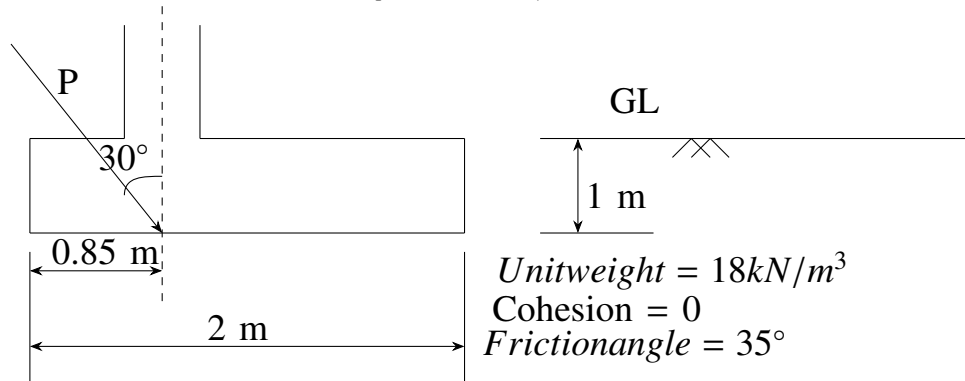 P
GL
30°
1 m
0.85 m
Unitweight = 18kN/m³
Cohesion = 0
2 m
Frictionangle = 35°